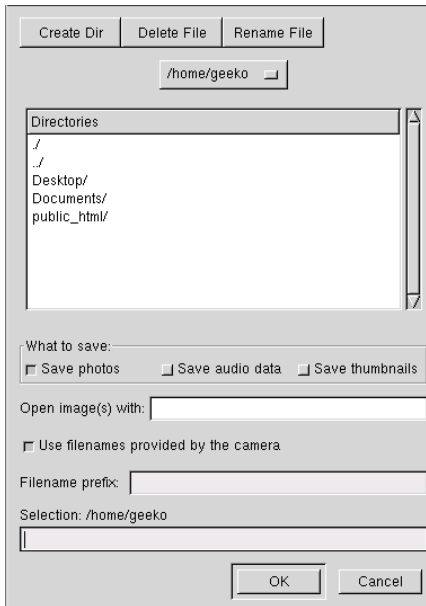 Create Dir Delete File Rename File
/home/geeko
Directories
./
../
Desktop/
Documents/
public_html/
What to save:
Save photos Save audio data Save thumbnails
Open image(s) with:
Use filenames provided by the camera
Filename prefix:
Selection: /home/geeko
OK Cancel